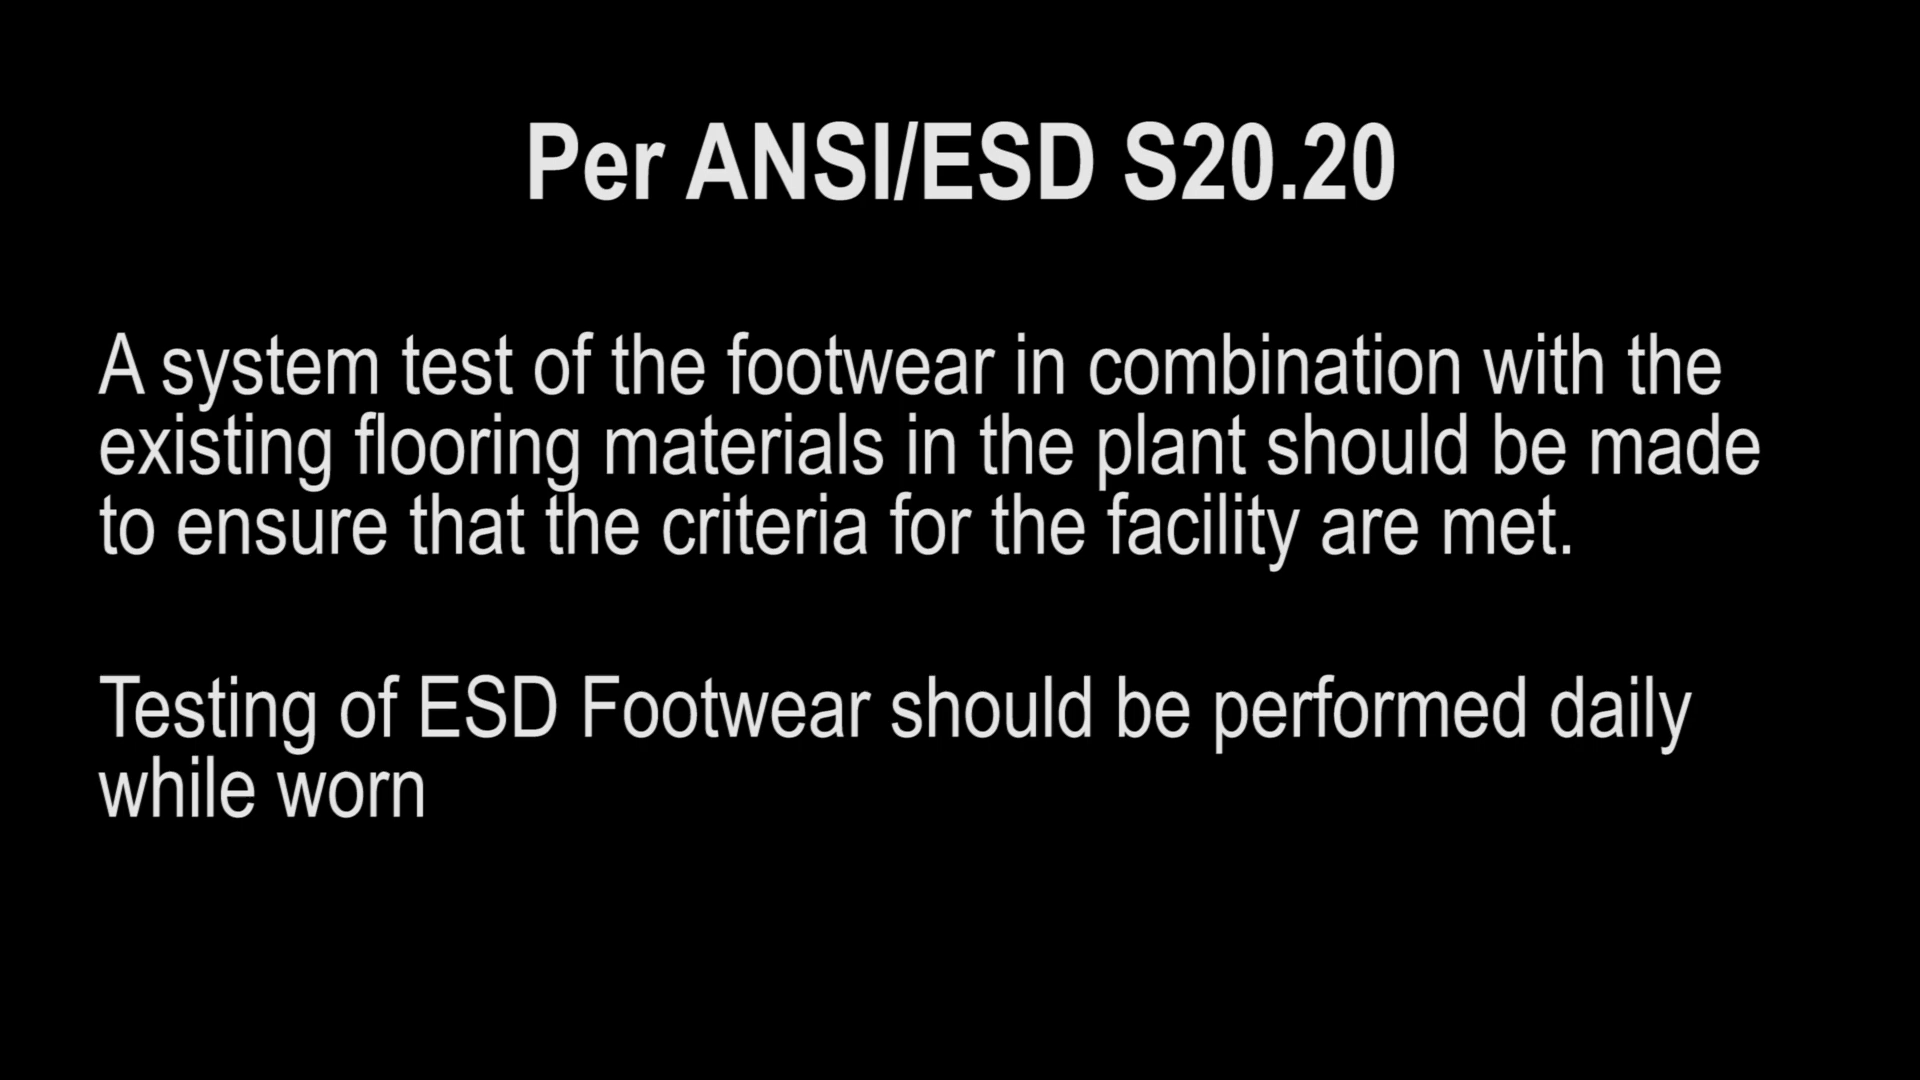 Per ANSI/ESD S20.20
A system test of the footwear in combination with the
existing flooring materials in the plant should be made
to ensure that the criteria for the facility are met.
Testing of ESD Footwear should be performed daily
while worn